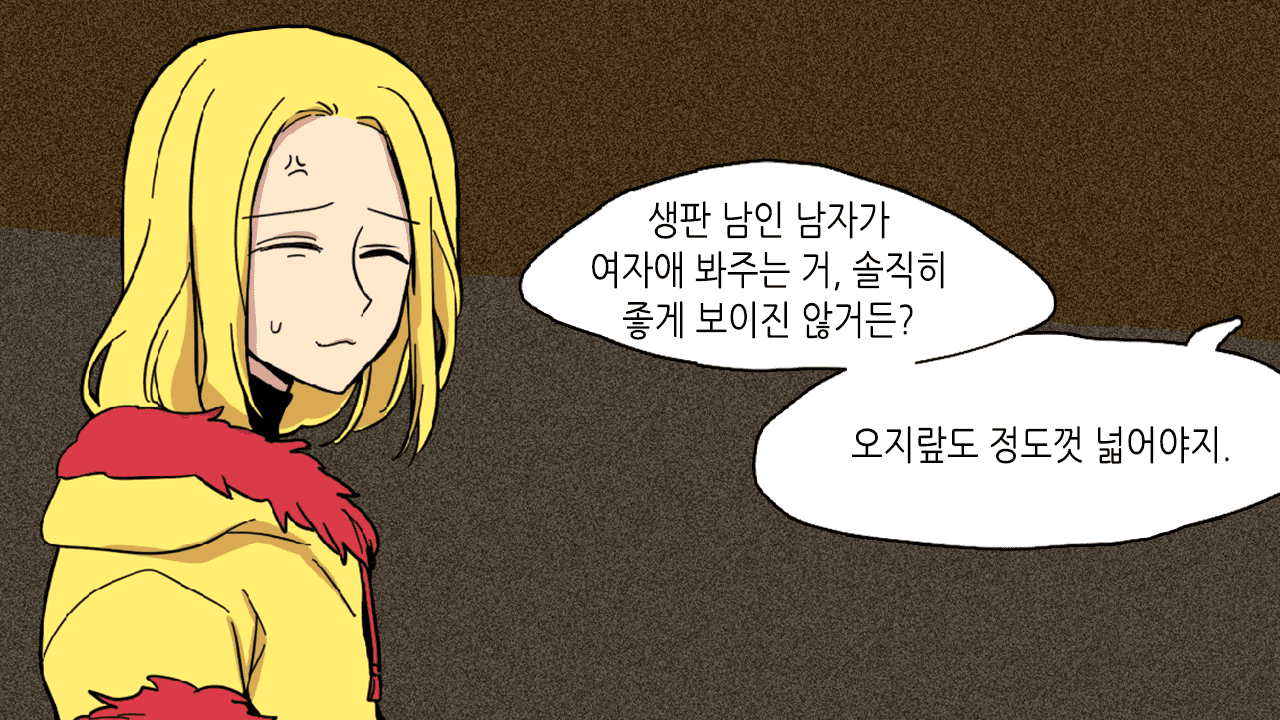 생판 남인 남자가
여자애 봐주는 거, 솔직히
좋게 보이진 않거든?
오지랖도 정도껏 넓어야지.